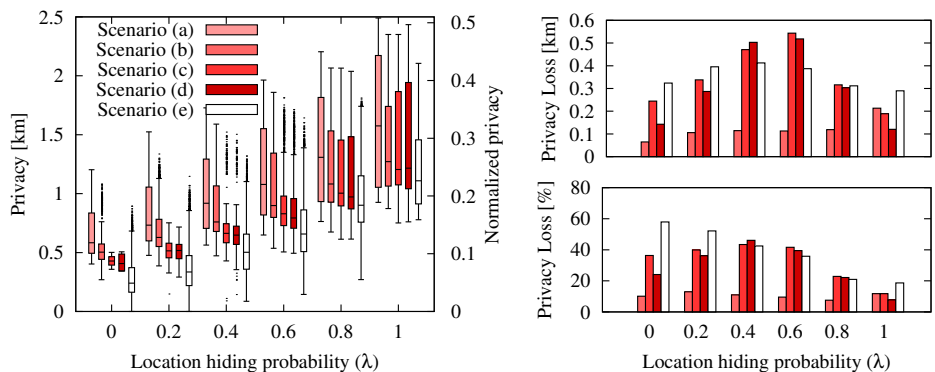 Scenario (a)
Scenario (b)
Scenario (c)
Scenario (d)
Scenario (e)
Privacy [km]
0
0.5
1
1.5
2
2.5
Normalized privacy
0
0.1
0.2
0.3
0.4
0.5
0 0.2 0.4 0.6 0.8 1
Location hiding probability (λ)
Privacy Loss [km]
0.6
0.5
0.4
0.3
0.2
0.1
0
Privacy Loss [%]
80
60
40
20
0
0 0.2 0.4 0.6 0.8 1
Location hiding probability (λ)